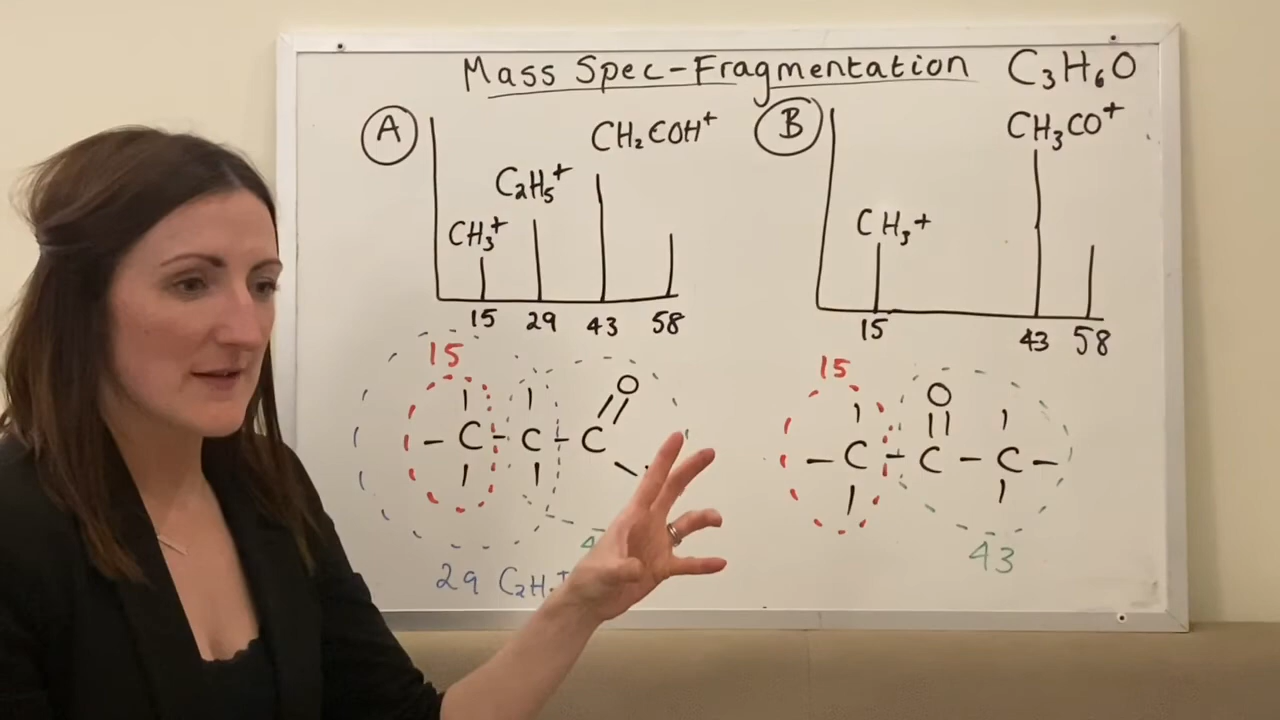 Mass Spec-Fragmentation C₃H₆O
A
CH₂COH⁺
C₂H₅⁺
CH₃⁺
15 29 43 58
B
CH₃CO⁺
CH₃⁺
15 43 58
15
O
C C C
29
15
O
C C C
43